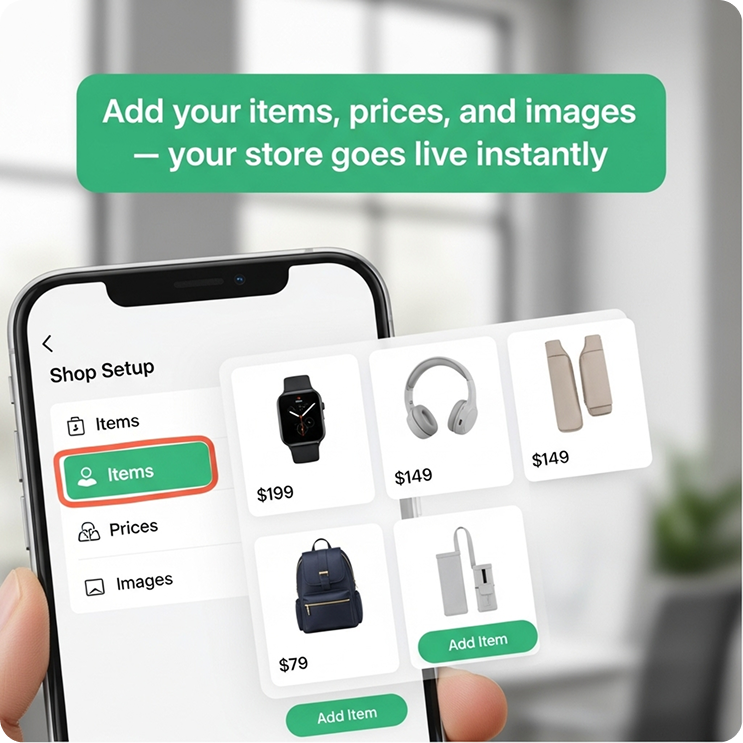 Add your items, prices, and images
— your store goes live instantly
Shop Setup
Items
Items
Prices
Images
$199
$149
$149
$79
Add Item
Add Item